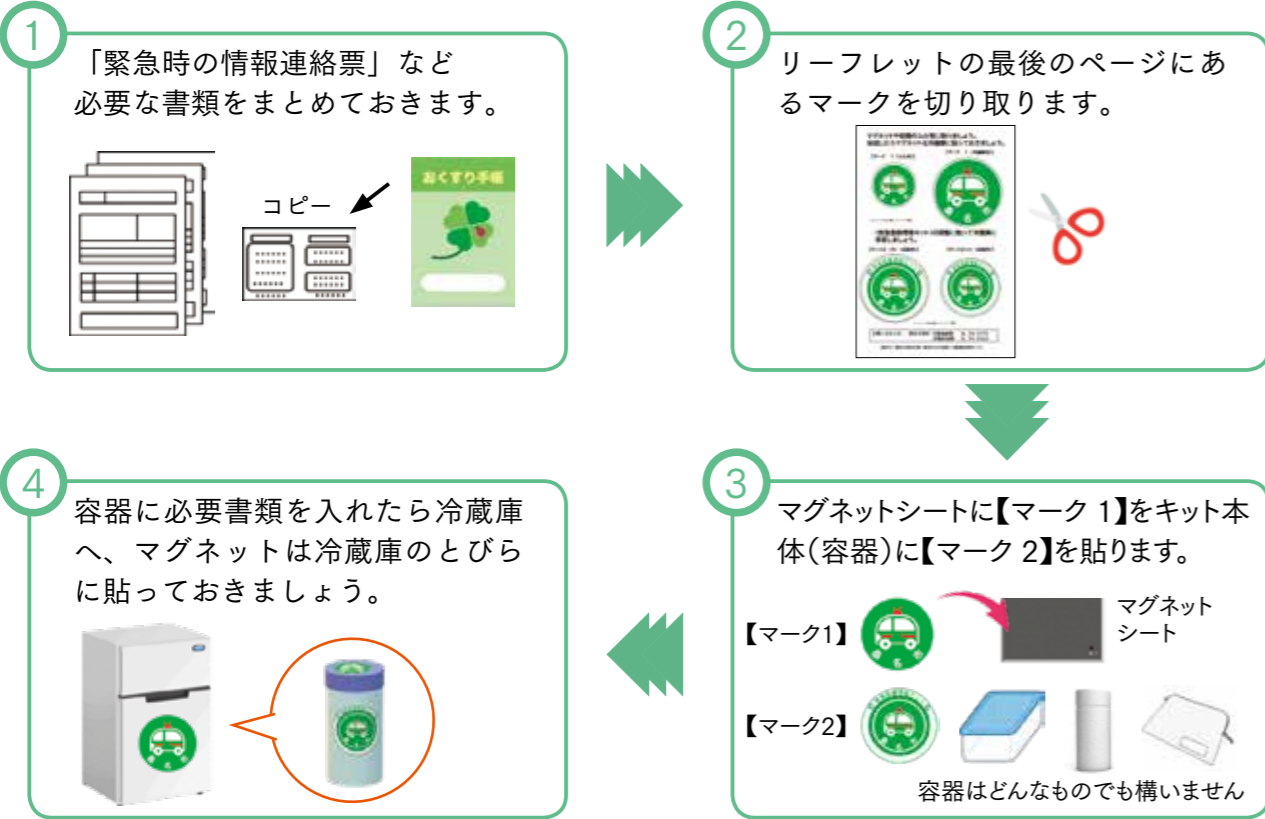 1
「緊急時の情報連絡票」など
必要な書類をまとめておきます。
コピー
おくすり手帳
2
リーフレットの最後のページにあ
るマークを切り取ります。
3
マグネットシートに【マーク 1】をキット本
体(容器)に【マーク 2】を貼ります。
【マーク1】
マグネット
シート
【マーク2】
容器はどんなものでも構いません
4
容器に必要書類を入れたら冷蔵庫
へ、マグネットは冷蔵庫のとびら
に貼っておきましょう。